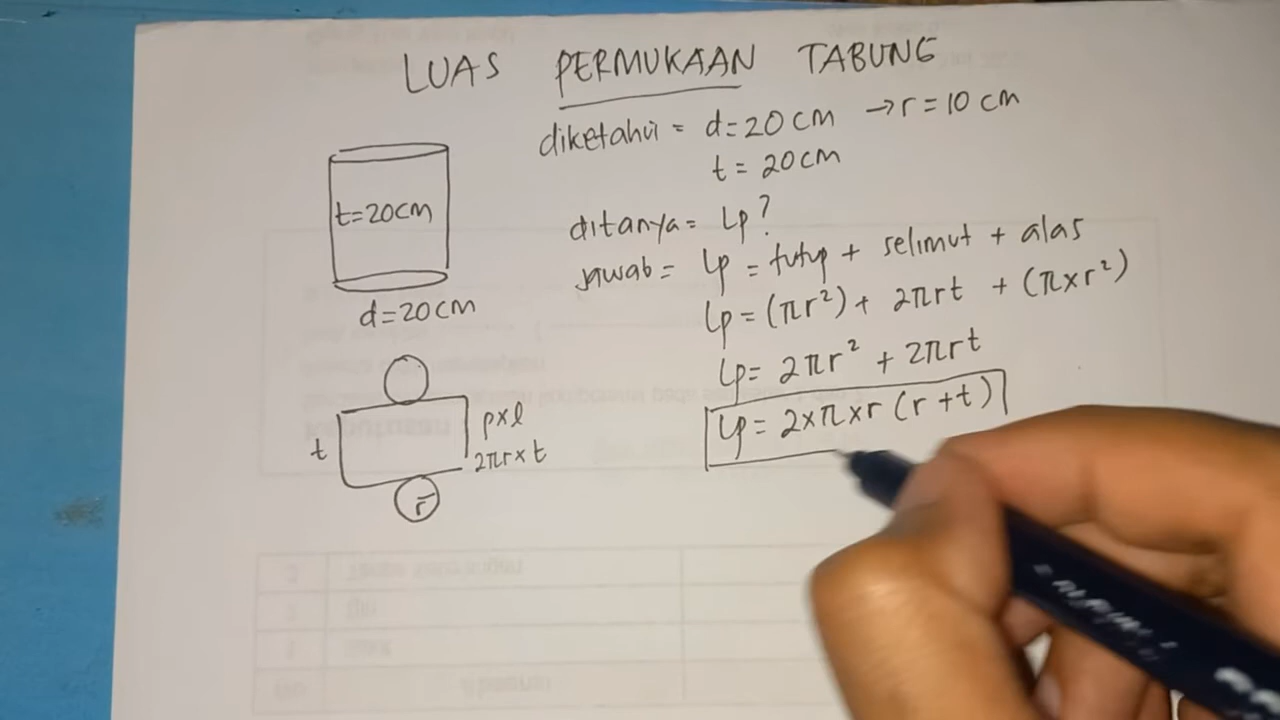 LUAS PERMUKAAN TABUNG
diketahui = d=20 cm → r = 10 cm
t = 20 cm
ditanya = Lp?
jawab = Lp = tutup + selimut + alas
Lp = (πr²) + 2πrt + (π×r²)
Lp = 2πr² + 2πrt
Lp = 2×π×r (r+t)
t=20cm
d=20cm
t
p×l
2πr×t
r